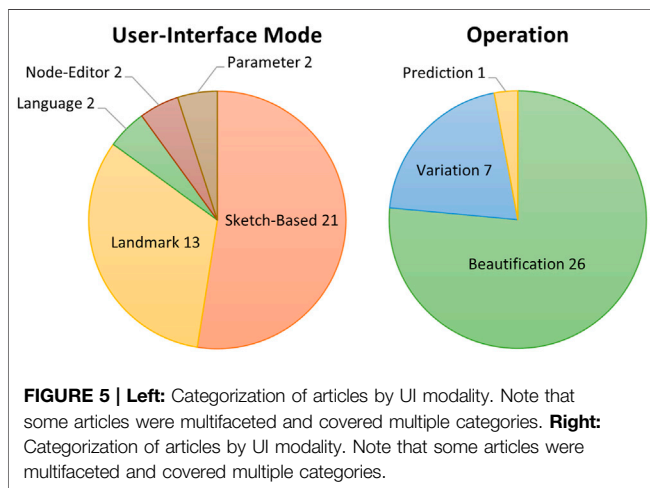 User-Interface Mode
Node-Editor 2
Parameter 2
Language 2
Landmark 13
Sketch-Based 21
Operation
Prediction 1
Variation 7
Beautification 26
FIGURE 5 | Left: Categorization of articles by UI modality. Note that
some articles were multifaceted and covered multiple categories. Right:
Categorization of articles by UI modality. Note that some articles were
multifaceted and covered multiple categories.